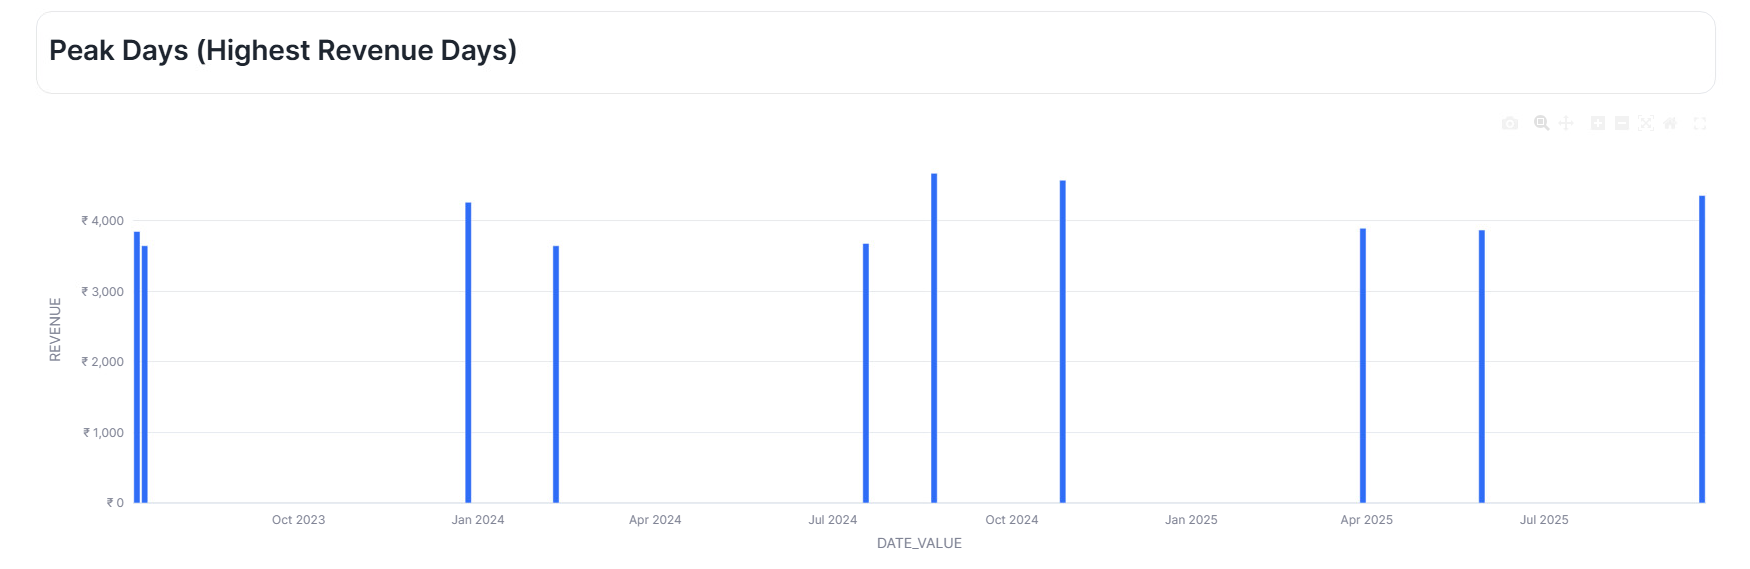 Peak Days (Highest Revenue Days)
₹ 4,000
₹ 3,000
₹ 2,000
₹ 1,000
₹ 0
REVENUE
Oct 2023
Jan 2024
Apr 2024
Jul 2024
Oct 2024
Jan 2025
Apr 2025
Jul 2025
DATE_VALUE